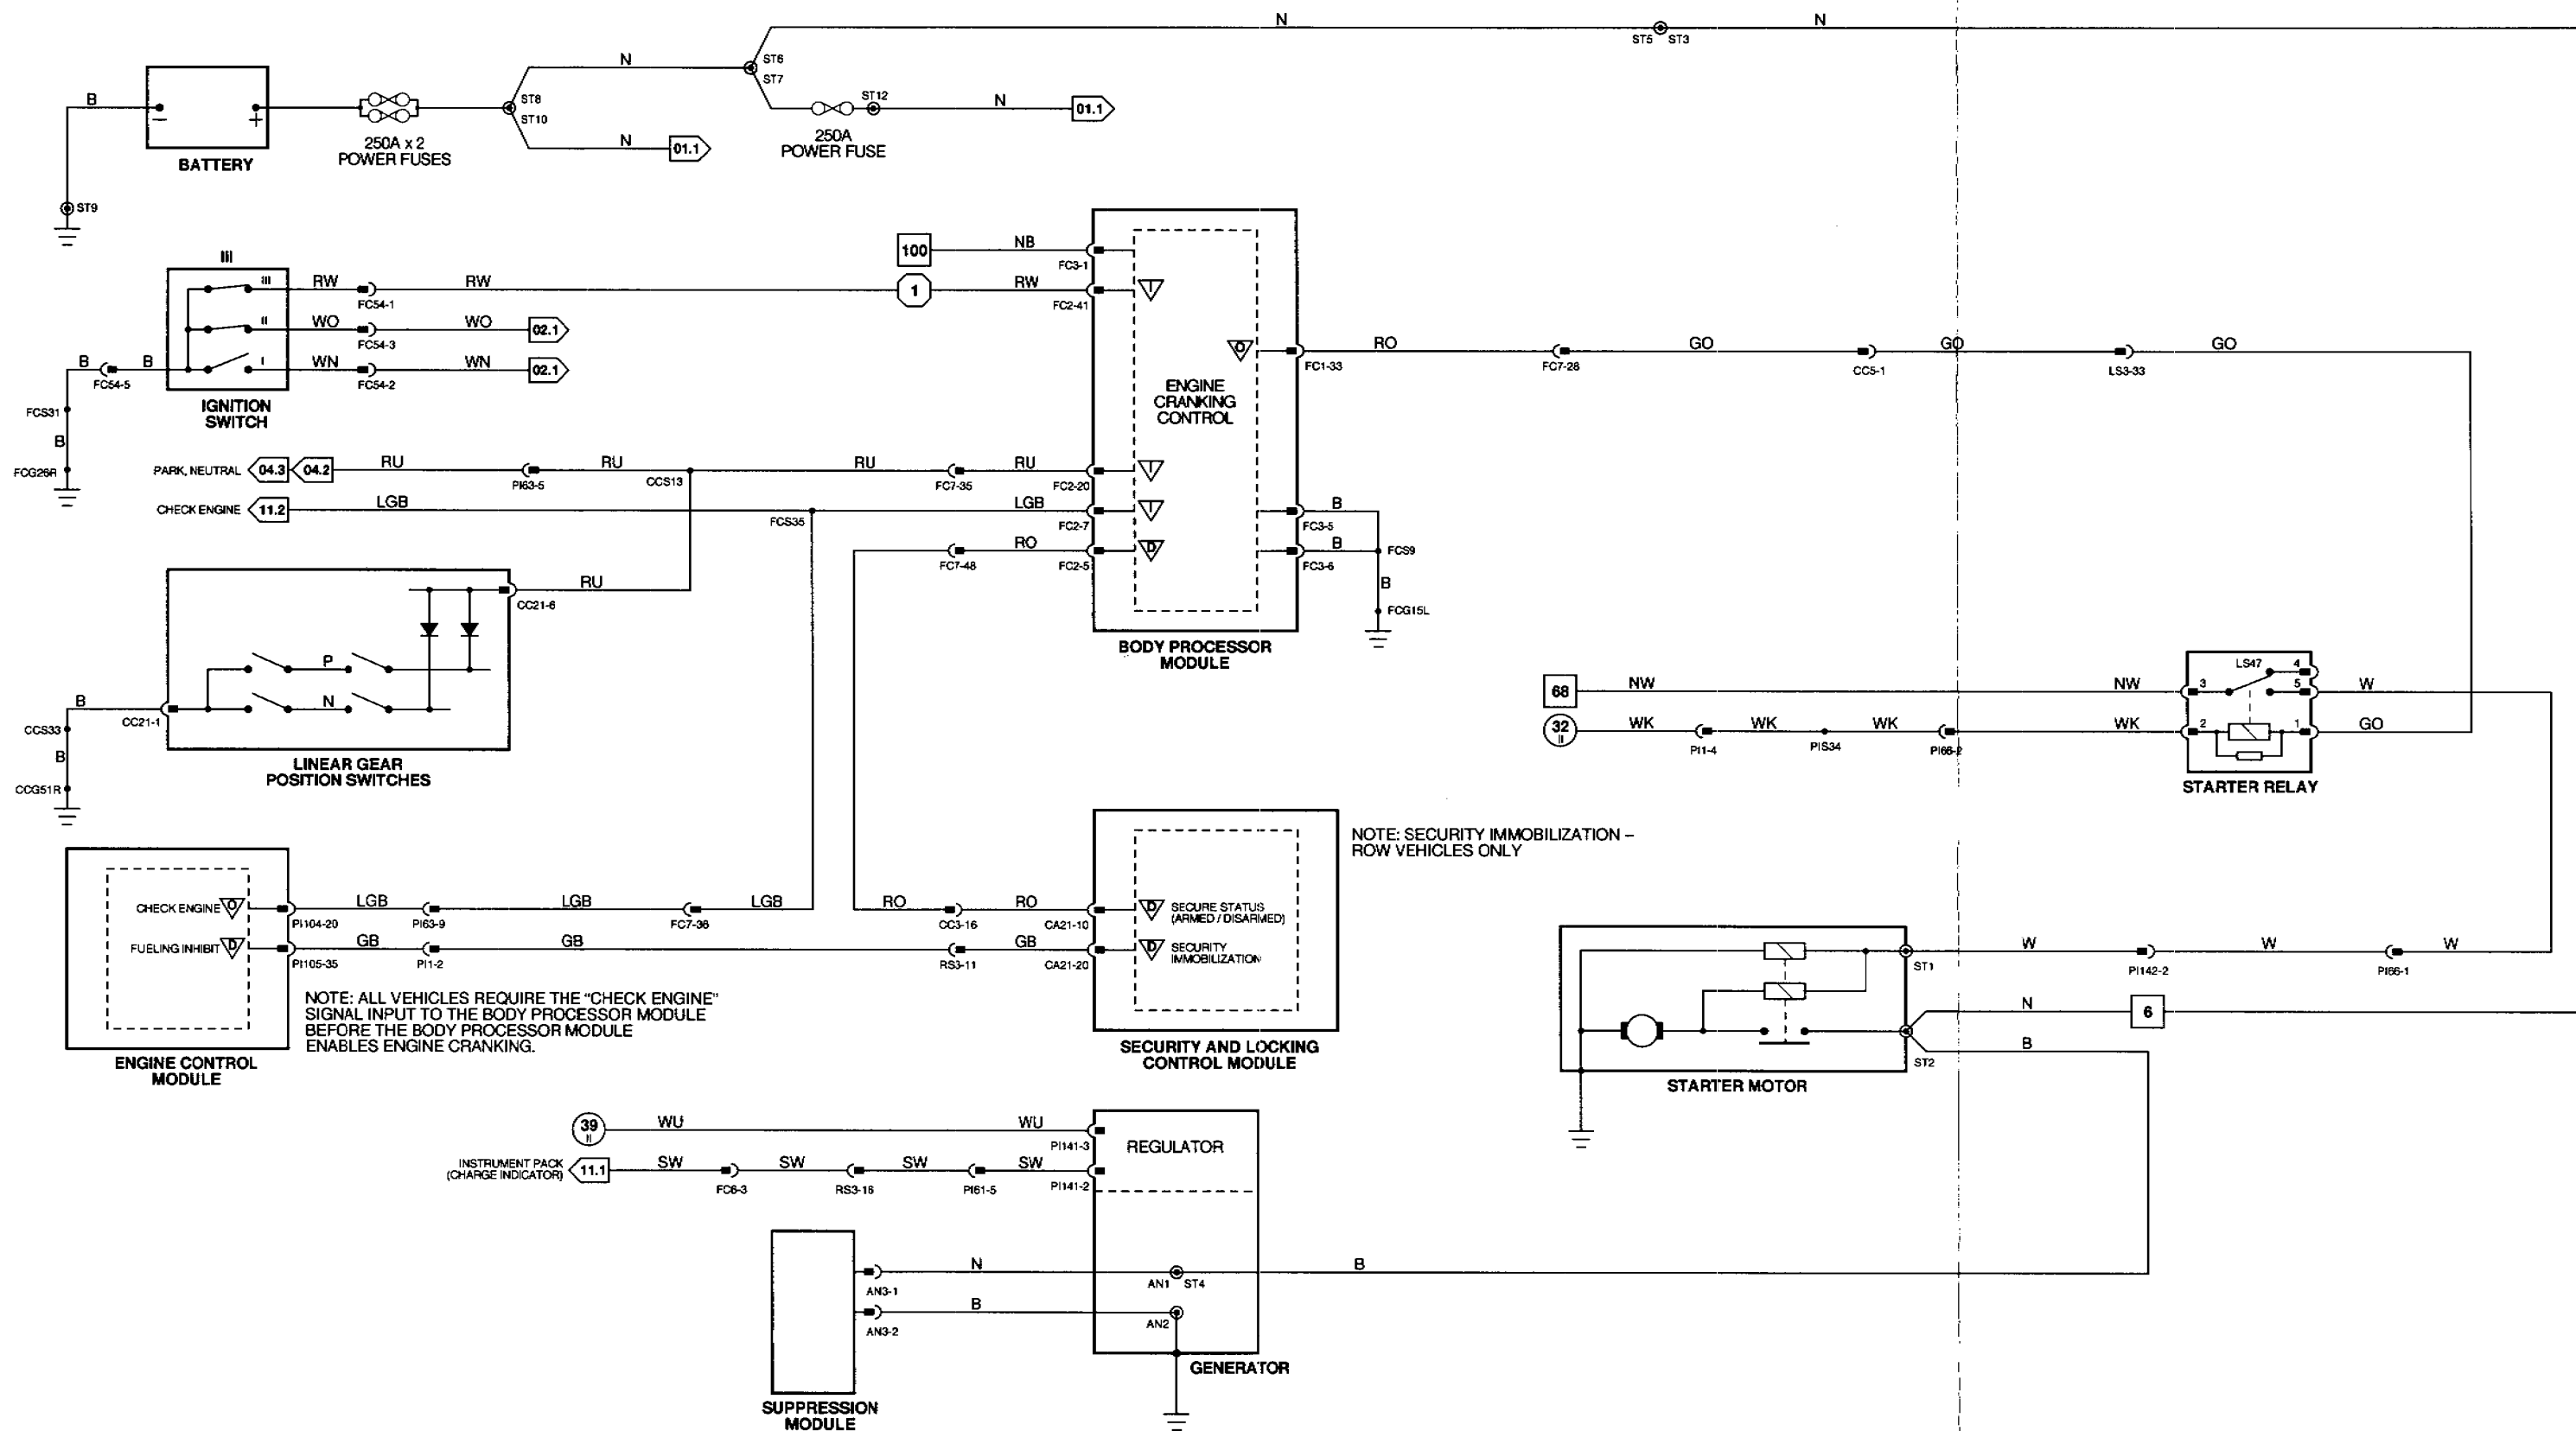 N
N
ST5
ST3
N
ST6
ST7
B
ST8
ST10
ST12
N
01.1
250A x 2
POWER FUSES
BATTERY
N
01.1
250A
POWER FUSE
ST9
III
100
NB
FC3-1
III
RW
FC54-1
RW
1
RW
FC2-41
II
WO
FC54-3
WO
02.1
B
FC54-5
B
I
WN
FC54-2
WN
02.1
IGNITION
SWITCH
FCS31
B
FCG26R
ENGINE
CRANKING
CONTROL
I
O
RO
FC1-33
FC7-28
GO
CC5-1
GO
LS3-33
GO
PARK, NEUTRAL
04.3
04.2
RU
PI63-5
RU
CCS13
RU
FC7-35
RU
FC2-20
I
CHECK ENGINE
11.2
LGB
FCS35
LGB
FC2-7
I
FC3-5
B
FC7-48
RO
FC2-5
D
FC3-6
B
FCS9
B
FCG15L
BODY PROCESSOR
MODULE
RU
CC21-6
P
N
B
CC21-1
CCS33
B
CCG51R
LINEAR GEAR
POSITION SWITCHES
68
NW
NW
3
LS47
4
5
W
32
II
WK
PI1-4
WK
PIS34
WK
PI66-2
WK
WK
2
1
GO
STARTER RELAY
NOTE: SECURITY IMMOBILIZATION –
ROW VEHICLES ONLY
CHECK ENGINE
O
PI104-20
LGB
PI63-9
LGB
FC7-36
LGB
RO
CC3-16
RO
CA21-10
D
SECURE STATUS
(ARMED / DISARMED)
FUELING INHIBIT
D
PI105-35
GB
PI1-2
GB
RS3-11
GB
CA21-20
D
SECURITY
IMMOBILIZATION
NOTE: ALL VEHICLES REQUIRE THE "CHECK ENGINE"
SIGNAL INPUT TO THE BODY PROCESSOR MODULE
BEFORE THE BODY PROCESSOR MODULE
ENABLES ENGINE CRANKING.
ENGINE CONTROL
MODULE
SECURITY AND LOCKING
CONTROL MODULE
ST1
W
PI142-2
W
PI66-1
W
N
6
ST2
B
STARTER MOTOR
39
II
WU
WU
PI141-3
REGULATOR
INSTRUMENT PACK
(CHARGE INDICATOR)
11.1
SW
FC6-3
SW
RS3-16
SW
PI61-5
SW
PI141-2
AN3-1
N
AN1
ST4
B
AN3-2
B
AN2
GENERATOR
SUPPRESSION
MODULE